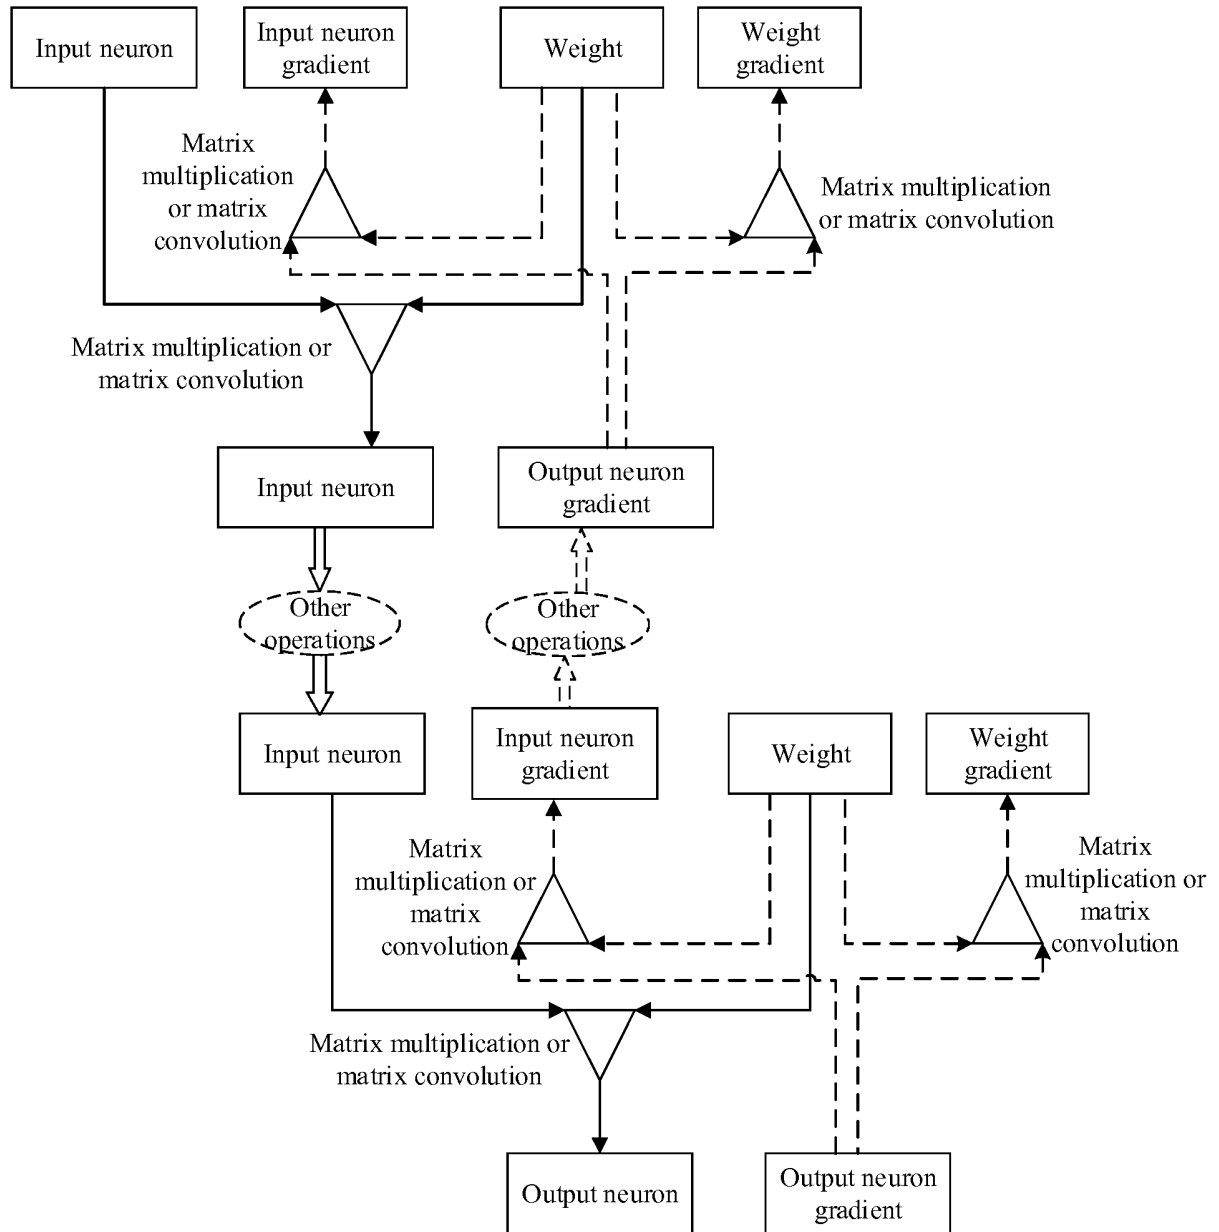 Input neuron
Input neuron
gradient
Weight
Weight
gradient
Matrix
multiplication
or matrix
convolution
Matrix multiplication
or matrix convolution
Matrix multiplication or
matrix convolution
Input neuron
Output neuron
gradient
Other
operations
Other
operations
Input neuron
Input neuron
gradient
Weight
Weight
gradient
Matrix
multiplication or
matrix
convolution
Matrix
multiplication or
matrix
convolution
Matrix multiplication or
matrix convolution
Output neuron
Output neuron
gradient